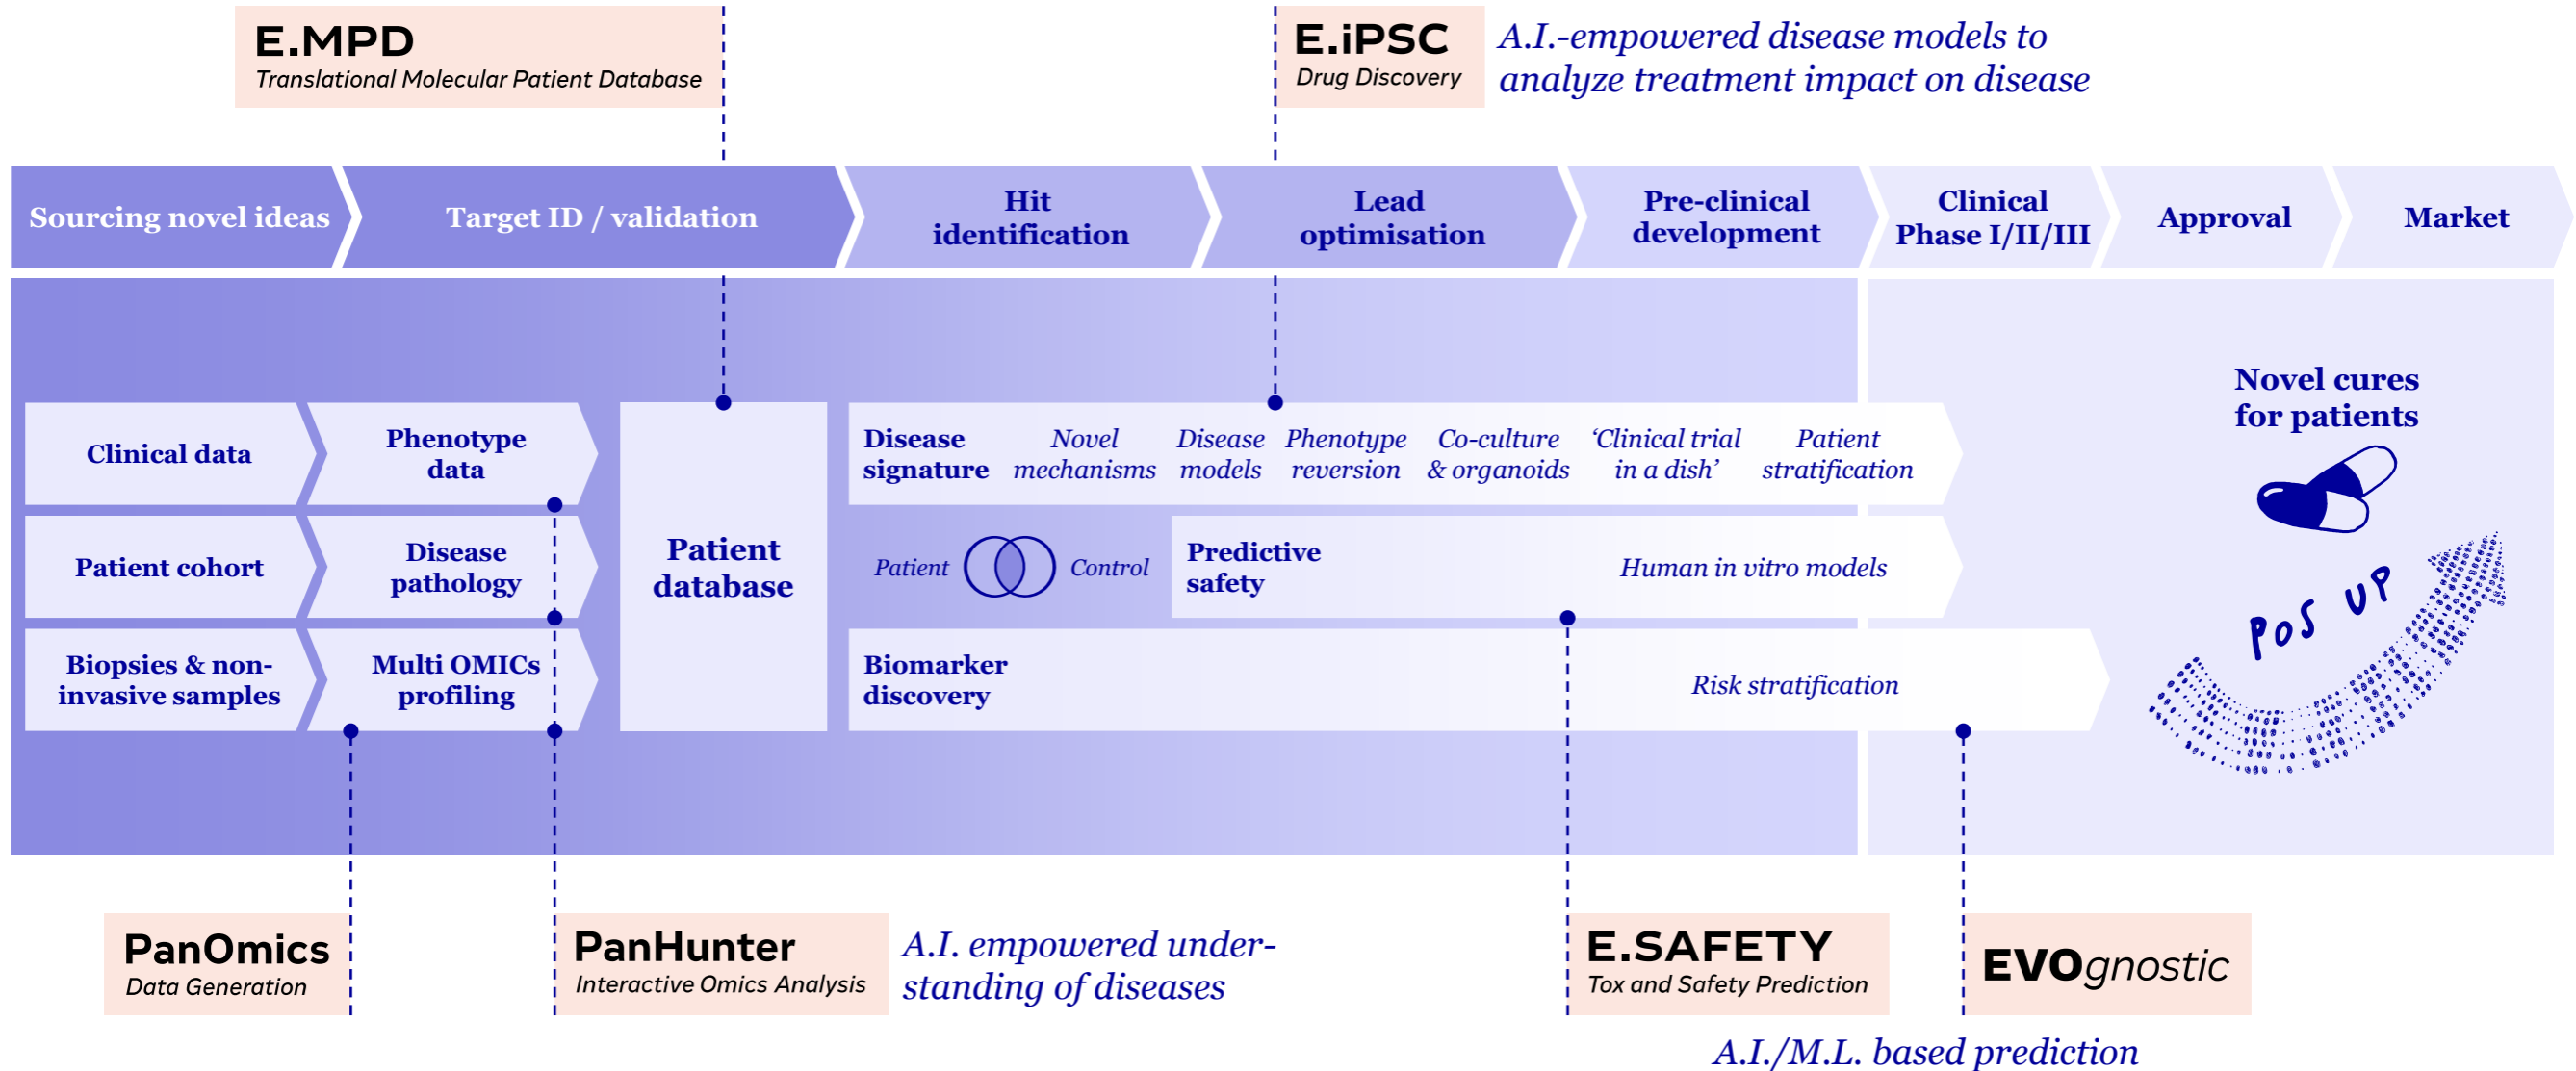 E.MPD
Translational Molecular Patient Database
E.iPSC
Drug Discovery
A.I.-empowered disease models to
analyze treatment impact on disease
Sourcing novel ideas
Target ID / validation
Hit
identification
Lead
optimisation
Pre-clinical
development
Clinical
Phase I/II/III
Approval
Market
Clinical data
Phenotype
data
Patient cohort
Disease
pathology
Biopsies & non-
invasive samples
Multi OMICs
profiling
Patient
database
Disease
signature
Novel
mechanisms
Disease
models
Phenotype
reversion
Co-culture
& organoids
‘Clinical trial
in a dish’
Patient
stratification
Patient
Control
Predictive
safety
Human in vitro models
Biomarker
discovery
Risk stratification
Novel cures
for patients
POS UP
PanOmics
Data Generation
PanHunter
Interactive Omics Analysis
A.I. empowered under-
standing of diseases
E.SAFETY
Tox and Safety Prediction
EVOgnostic
A.I./M.L. based prediction